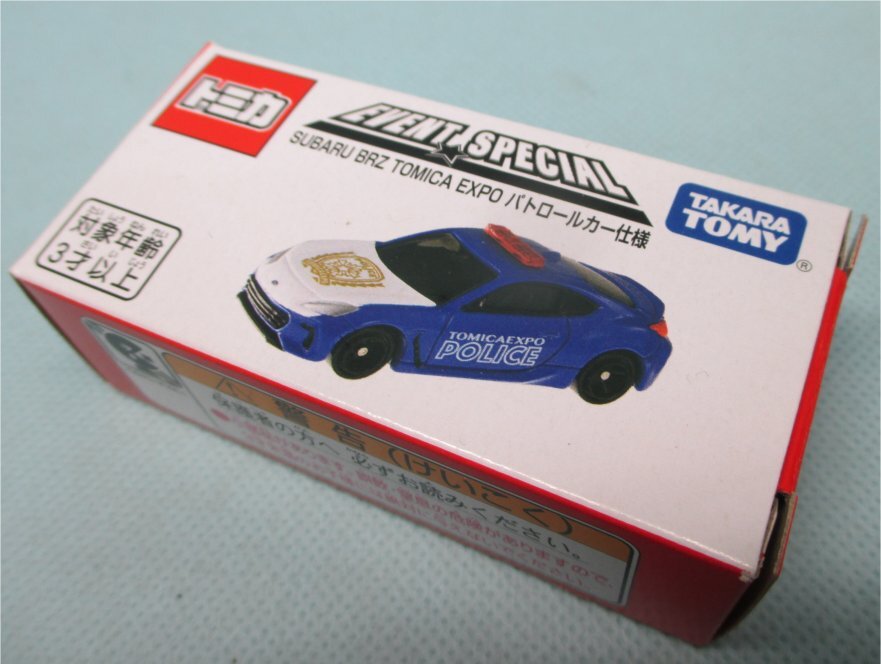 トミカ
EVENT★SPECIAL
SUBARU BRZ TOMICA EXPO パトロールカー仕様
TAKARA
TOMY
®
対象年齢
3才以上
TOMICAEXPO
POLICE
警告(けいこく)
保護者の方へ 必ずお読みください。